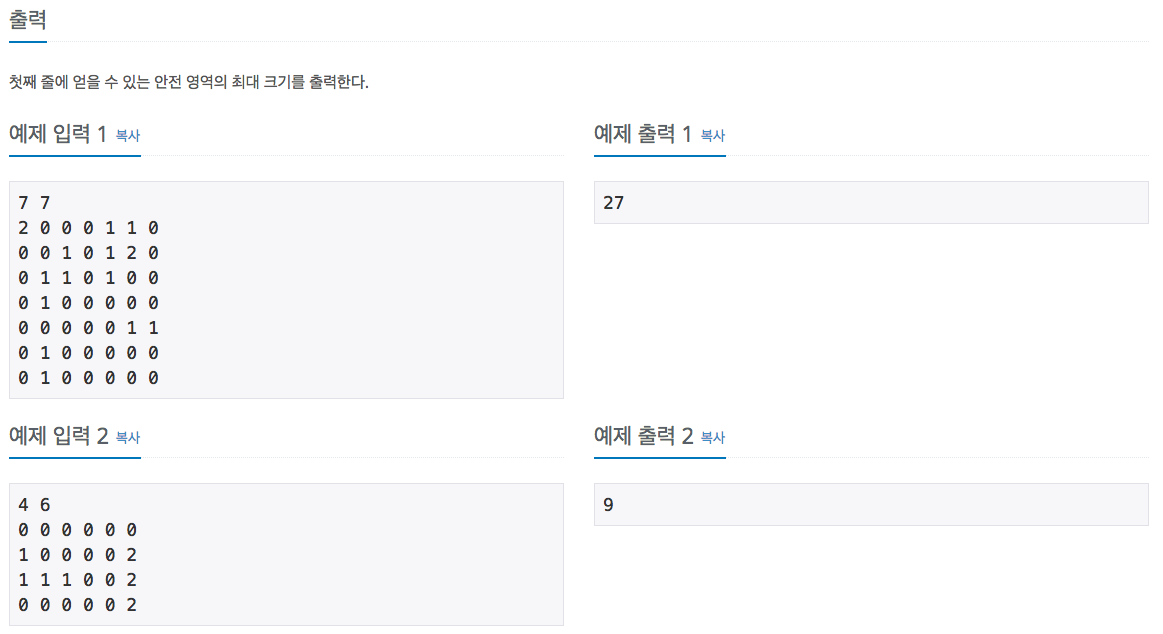 출력
첫째 줄에 얻을 수 있는 안전 영역의 최대 크기를 출력한다.
예제 입력 1 복사
7 7
2 0 0 0 1 1 0
0 0 1 0 1 2 0
0 1 1 0 1 0 0
0 1 0 0 0 0 0
0 0 0 0 0 1 1
0 1 0 0 0 0 0
0 1 0 0 0 0 0
예제 출력 1 복사
27
예제 입력 2 복사
4 6
0 0 0 0 0 0
1 0 0 0 0 2
1 1 1 0 0 2
0 0 0 0 0 2
예제 출력 2 복사
9